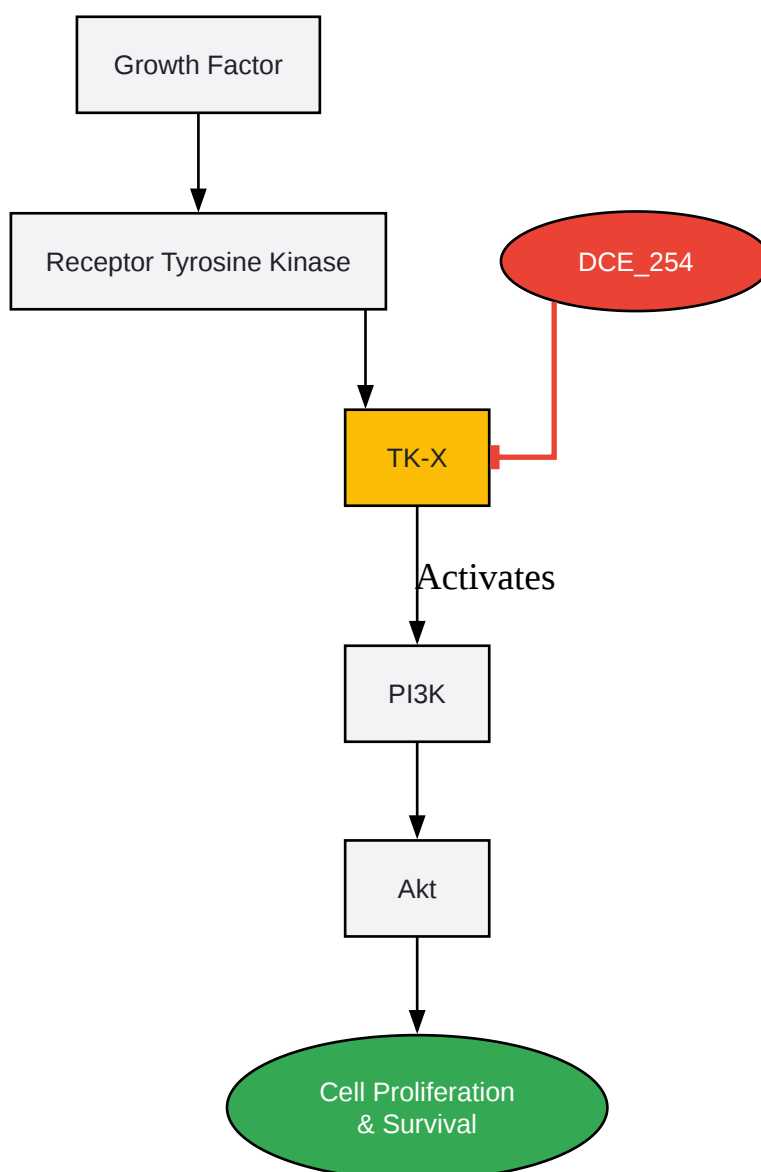 Growth Factor
Receptor Tyrosine Kinase
DCE_254
TK-X
Activates
PI3K
Akt
Cell Proliferation
& Survival